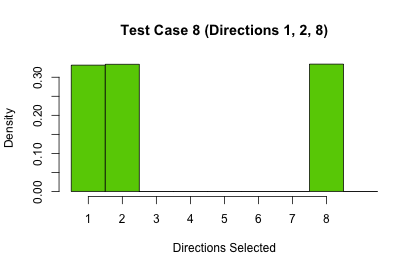 Test Case 8 (Directions 1, 2, 8)
Density
0.30
0.20
0.10
0.00
1 2 3 4 5 6 7 8
Directions Selected